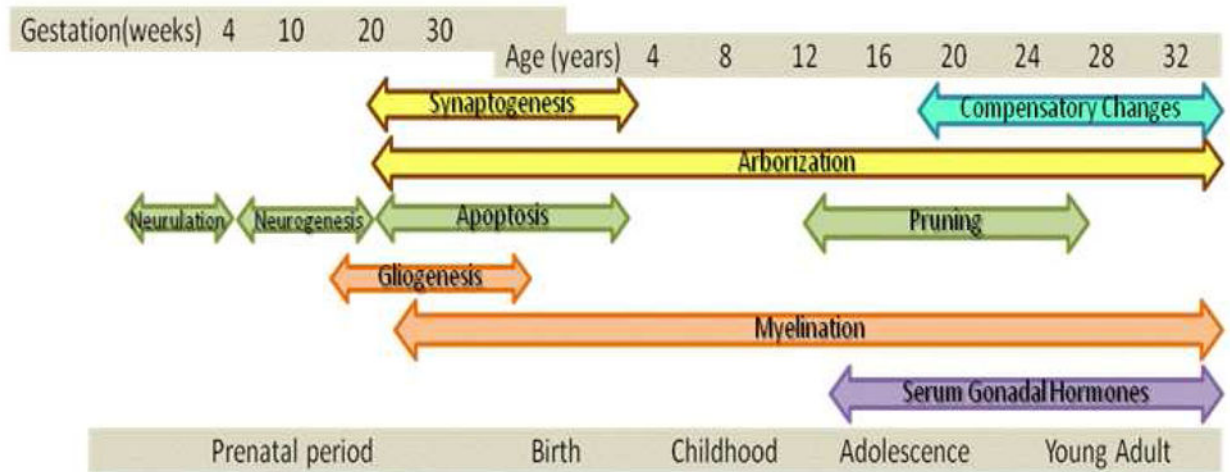 Gestation(weeks) 4 10 20 30
Age (years) 4 8 12 16 20 24 28 32
Synaptogenesis Compensatory Changes
Arborization
Neurulation Neurogenesis Apoptosis Pruning
Gliogenesis
Myelination
Serum Gonadal Hormones
Prenatal period Birth Childhood Adolescence Young Adult